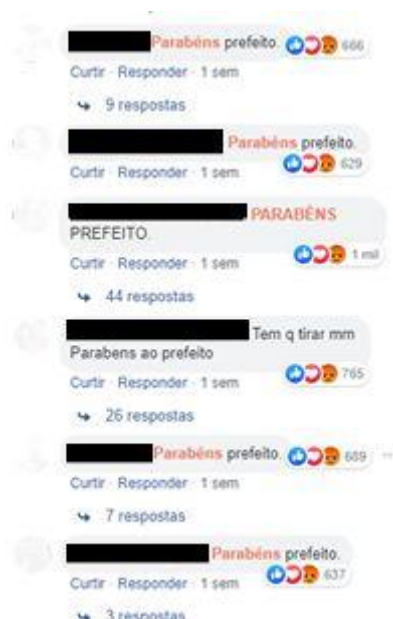 Parabéns prefeito. 666
Curtir · Responder · 1 sem
9 respostas
Parabéns prefeito.
629
Curtir · Responder · 1 sem
PARABÉNS
PREFEITO.
1 mil
Curtir · Responder · 1 sem
44 respostas
Tem q tirar mm
Parabens ao prefeito
765
Curtir · Responder · 1 sem
26 respostas
Parabéns prefeito. 689
Curtir · Responder · 1 sem
7 respostas
Parabéns prefeito.
637
Curtir · Responder · 1 sem
3 respostas